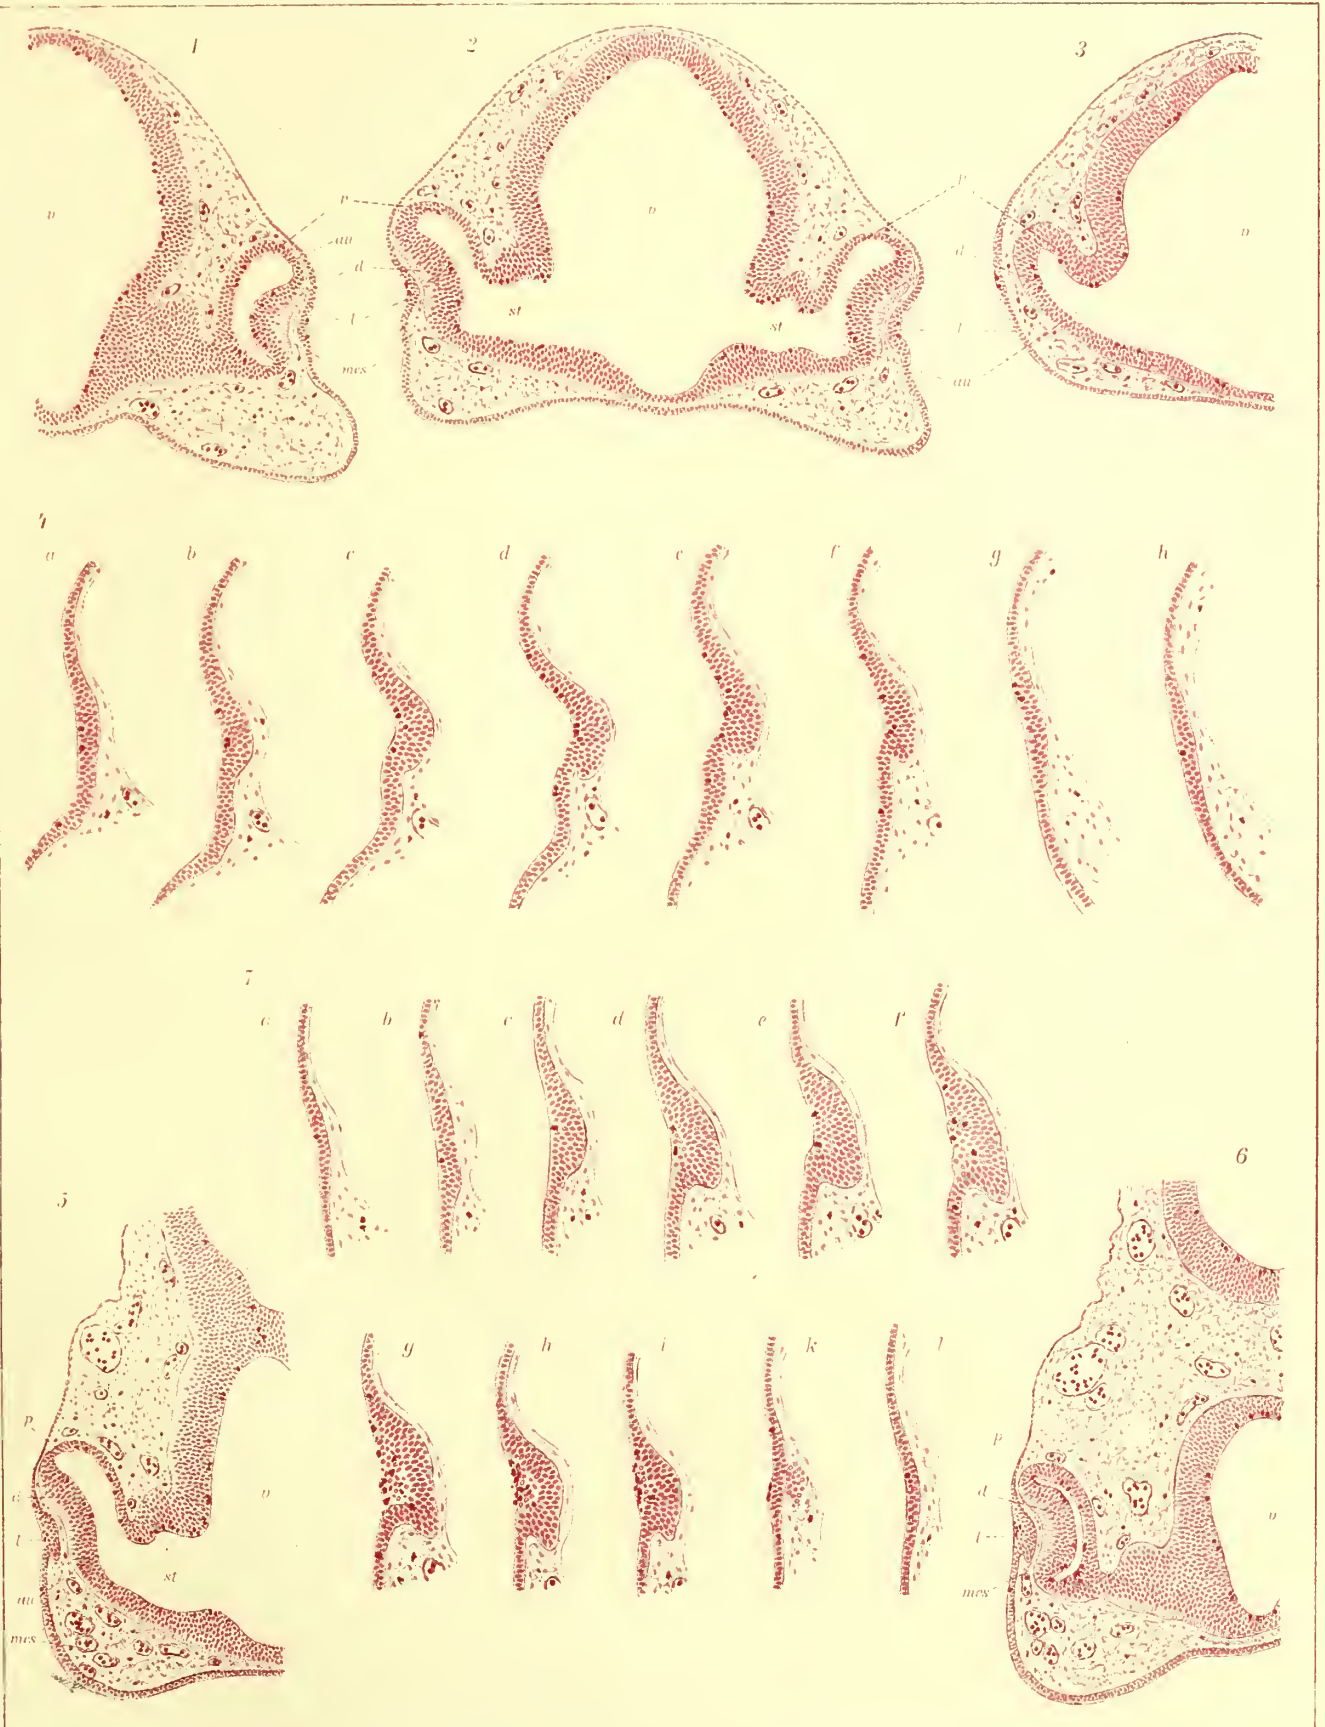 1 2 3
v p au d l mes
st v st
p d l au v
4
a b c d e f g h
7
a b c d e f
5 6
g h i k l
p d l au mes st v
p d l mes v